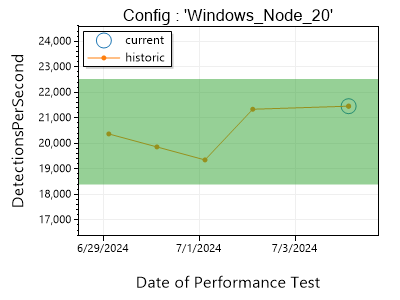 Config : 'Windows_Node_20'
current
historic
DetectionsPerSecond
24,000
23,000
22,000
21,000
20,000
19,000
18,000
17,000
6/29/2024 7/1/2024 7/3/2024
Date of Performance Test